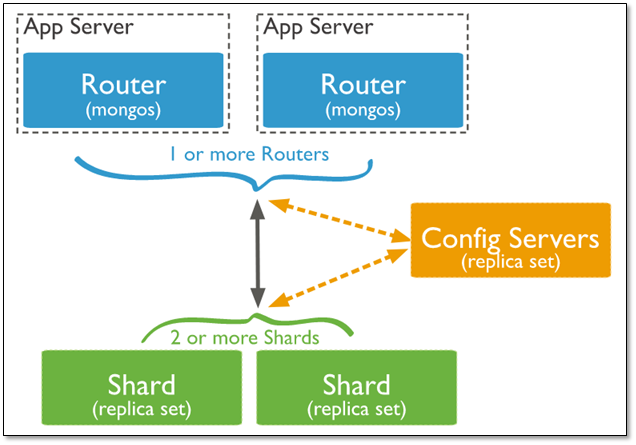 App Server
App Server
Router
(mongos)
Router
(mongos)
1 or more Routers
Config Servers
(replica set)
2 or more Shards
Shard
(replica set)
Shard
(replica set)